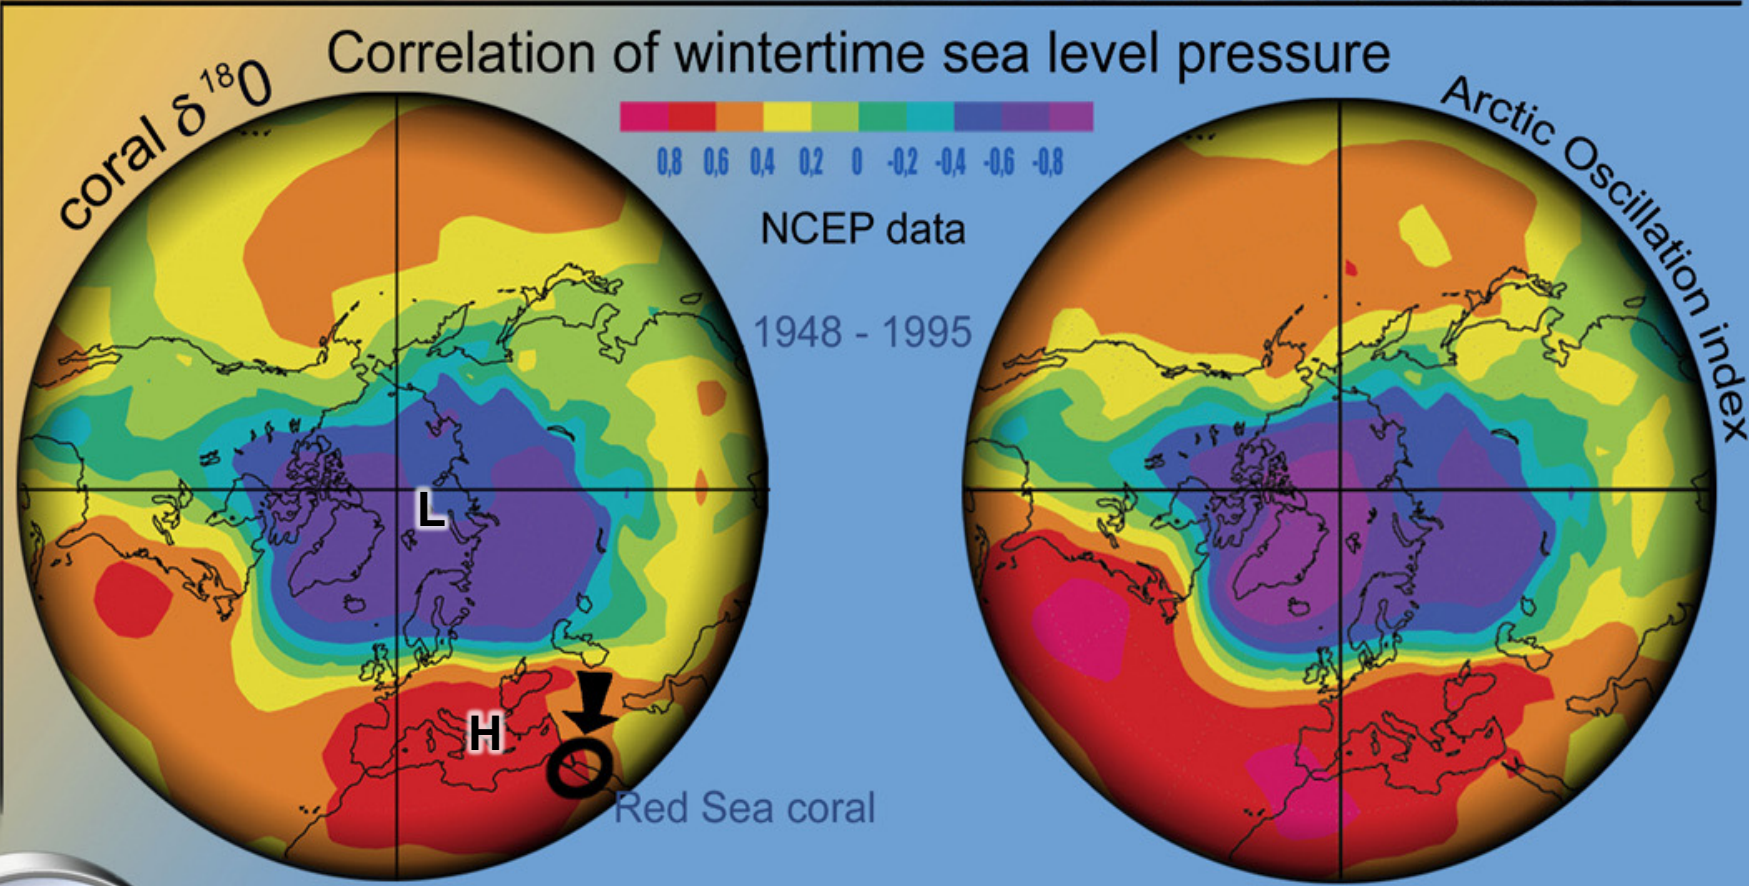 Correlation of wintertime sea level pressure
coral δ ¹⁸0
Arctic Oscillation index
0,8 0,6 0,4 0,2 0 -0,2 -0,4 -0,6 -0,8
NCEP data
1948 - 1995
L
H
Red Sea coral